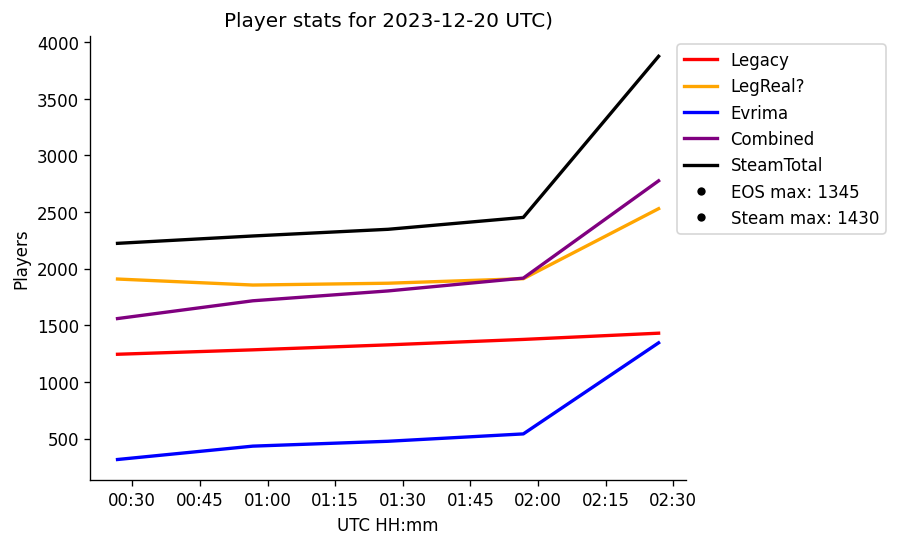 Player stats for 2023-12-20 UTC)
Players
4000
3500
3000
2500
2000
1500
1000
500
00:30 00:45 01:00 01:15 01:30 01:45 02:00 02:15 02:30
UTC HH:mm
Legacy
LegReal?
Evrima
Combined
SteamTotal
EOS max: 1345
Steam max: 1430